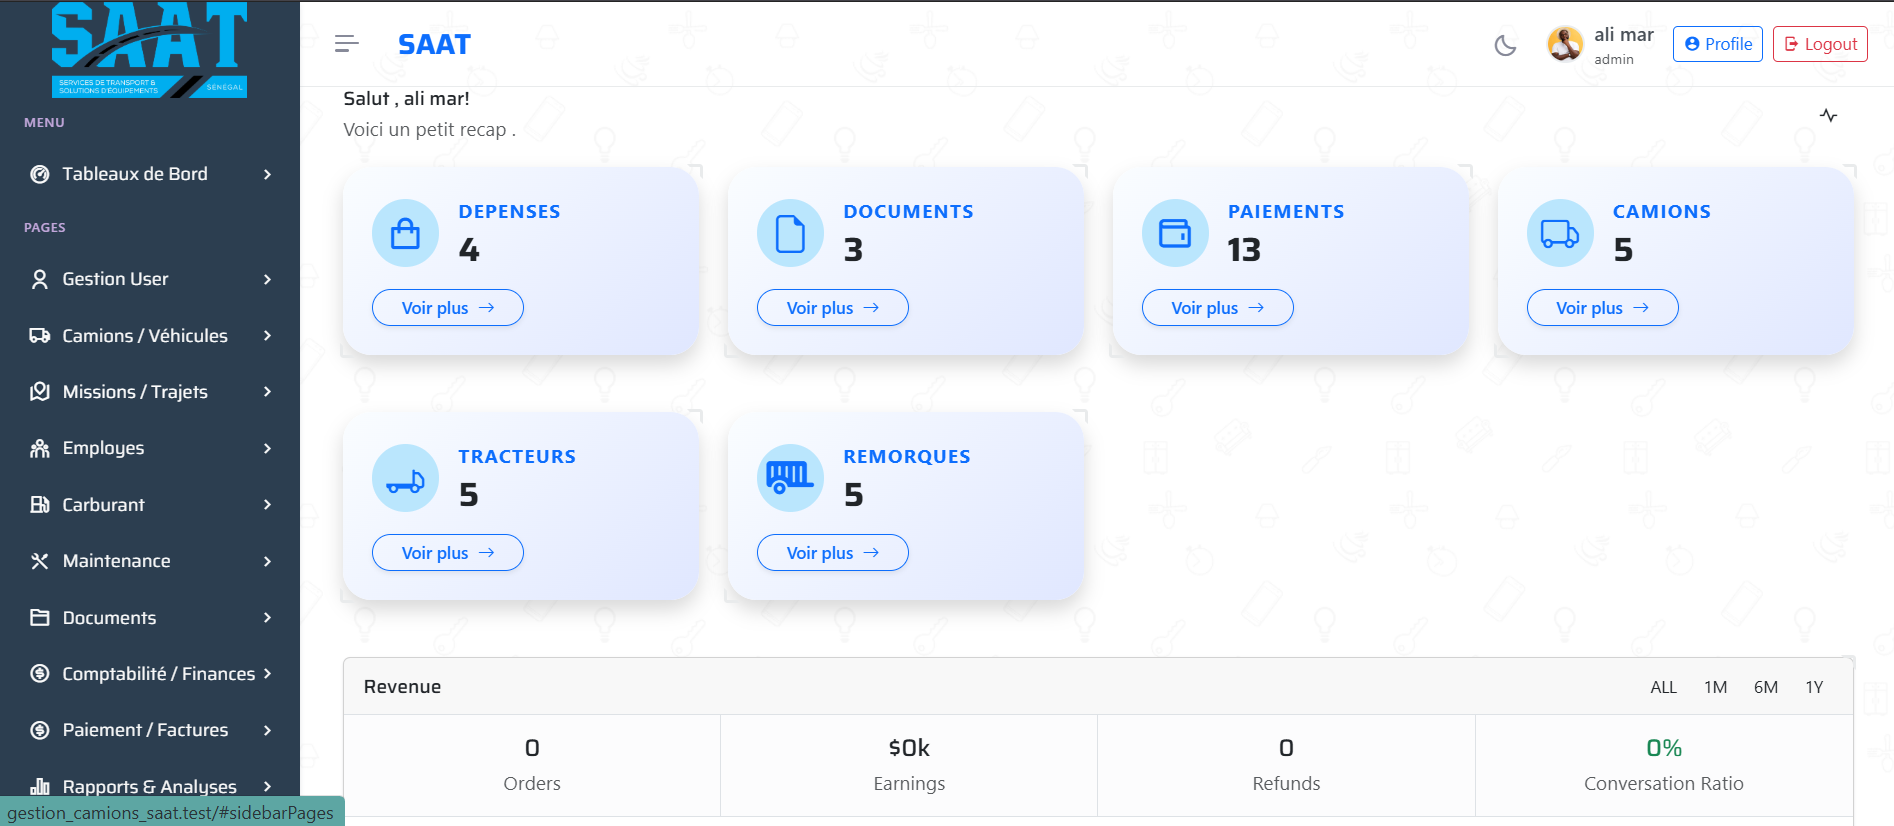 SAAT
SERVICES DE TRANSPORT &
SOLUTIONS D'ÉQUIPEMENTS
SENEGAL
MENU
Tableaux de Bord
PAGES
Gestion User
Camions / Véhicules
Missions / Trajets
Employes
Carburant
Maintenance
Documents
Comptabilité / Finances
Paiement / Factures
Rapports & Analyses
gestion_camions_saat.test/#sidebarPages
SAAT
ali mar
admin
Profile
Logout
Salut , ali mar!
Voici un petit recap .
DEPENSES
4
Voir plus →
DOCUMENTS
3
Voir plus →
PAIEMENTS
13
Voir plus →
CAMIONS
5
Voir plus →
TRACTEURS
5
Voir plus →
REMORQUES
5
Voir plus →
Revenue
ALL 1M 6M 1Y
0
Orders
$0k
Earnings
0
Refunds
0%
Conversation Ratio